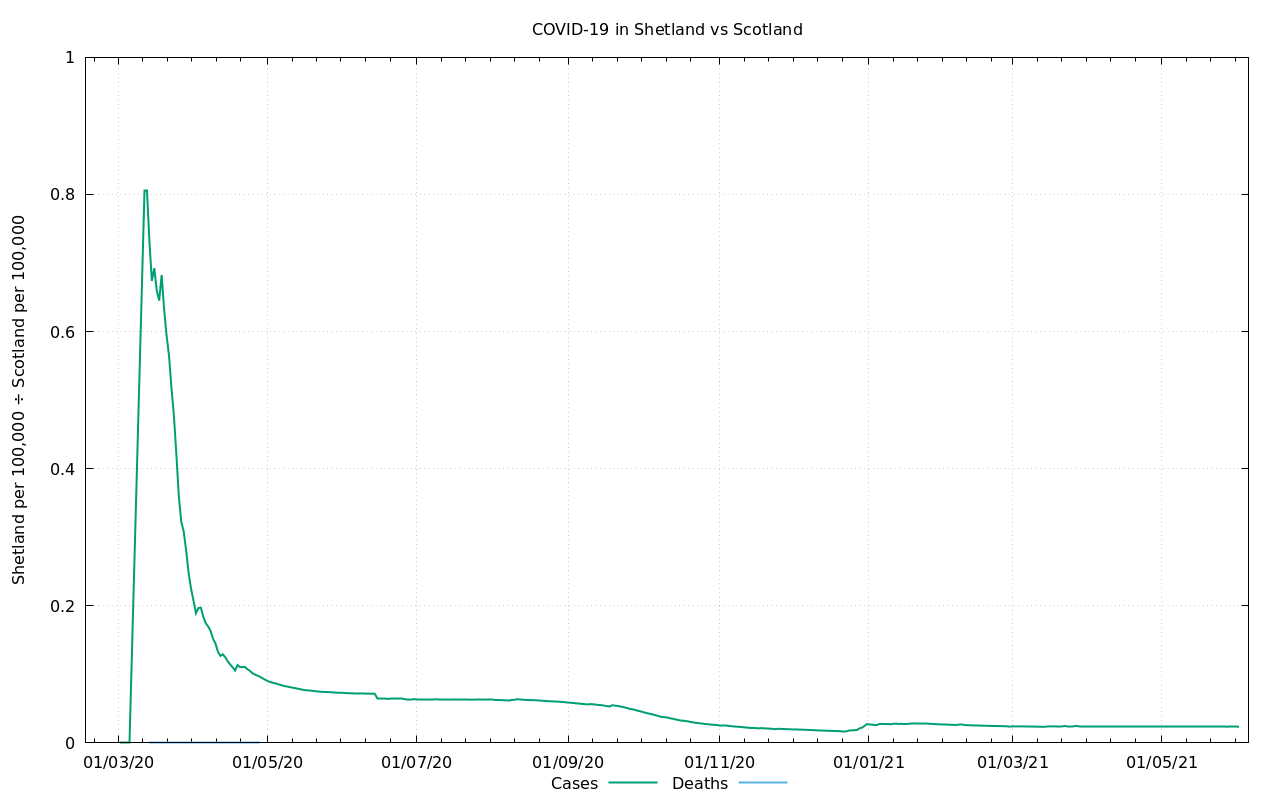 COVID-19 in Shetland vs Scotland
Shetland per 100,000 ÷ Scotland per 100,000
1
0.8
0.6
0.4
0.2
0
01/03/20 01/05/20 01/07/20 01/09/20 01/11/20 01/01/21 01/03/21 01/05/21
Cases Deaths